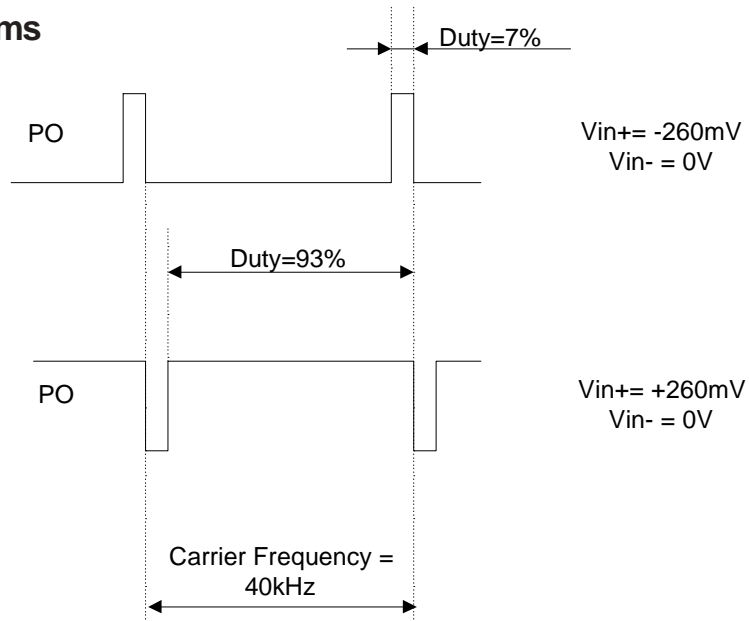 ms
Duty=7%
PO
Vin+= -260mV
Vin- = 0V
Duty=93%
PO
Vin+= +260mV
Vin- = 0V
Carrier Frequency =
40kHz